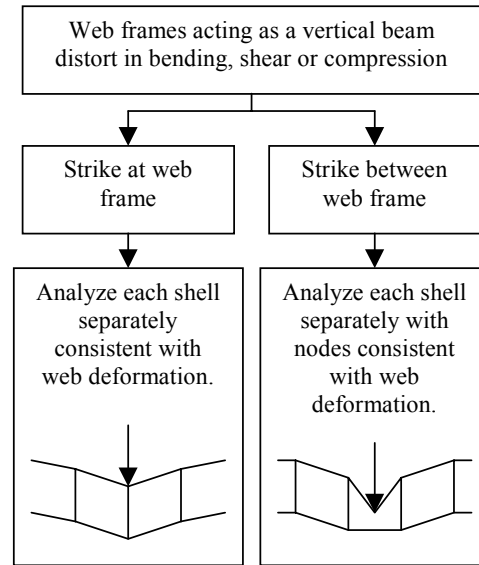 Web frames acting as a vertical beam
distort in bending, shear or compression
Strike at web
frame
Strike between
web frame
Analyze each shell
separately
consistent with
web deformation.
Analyze each shell
separately with
nodes consistent
with web
deformation.